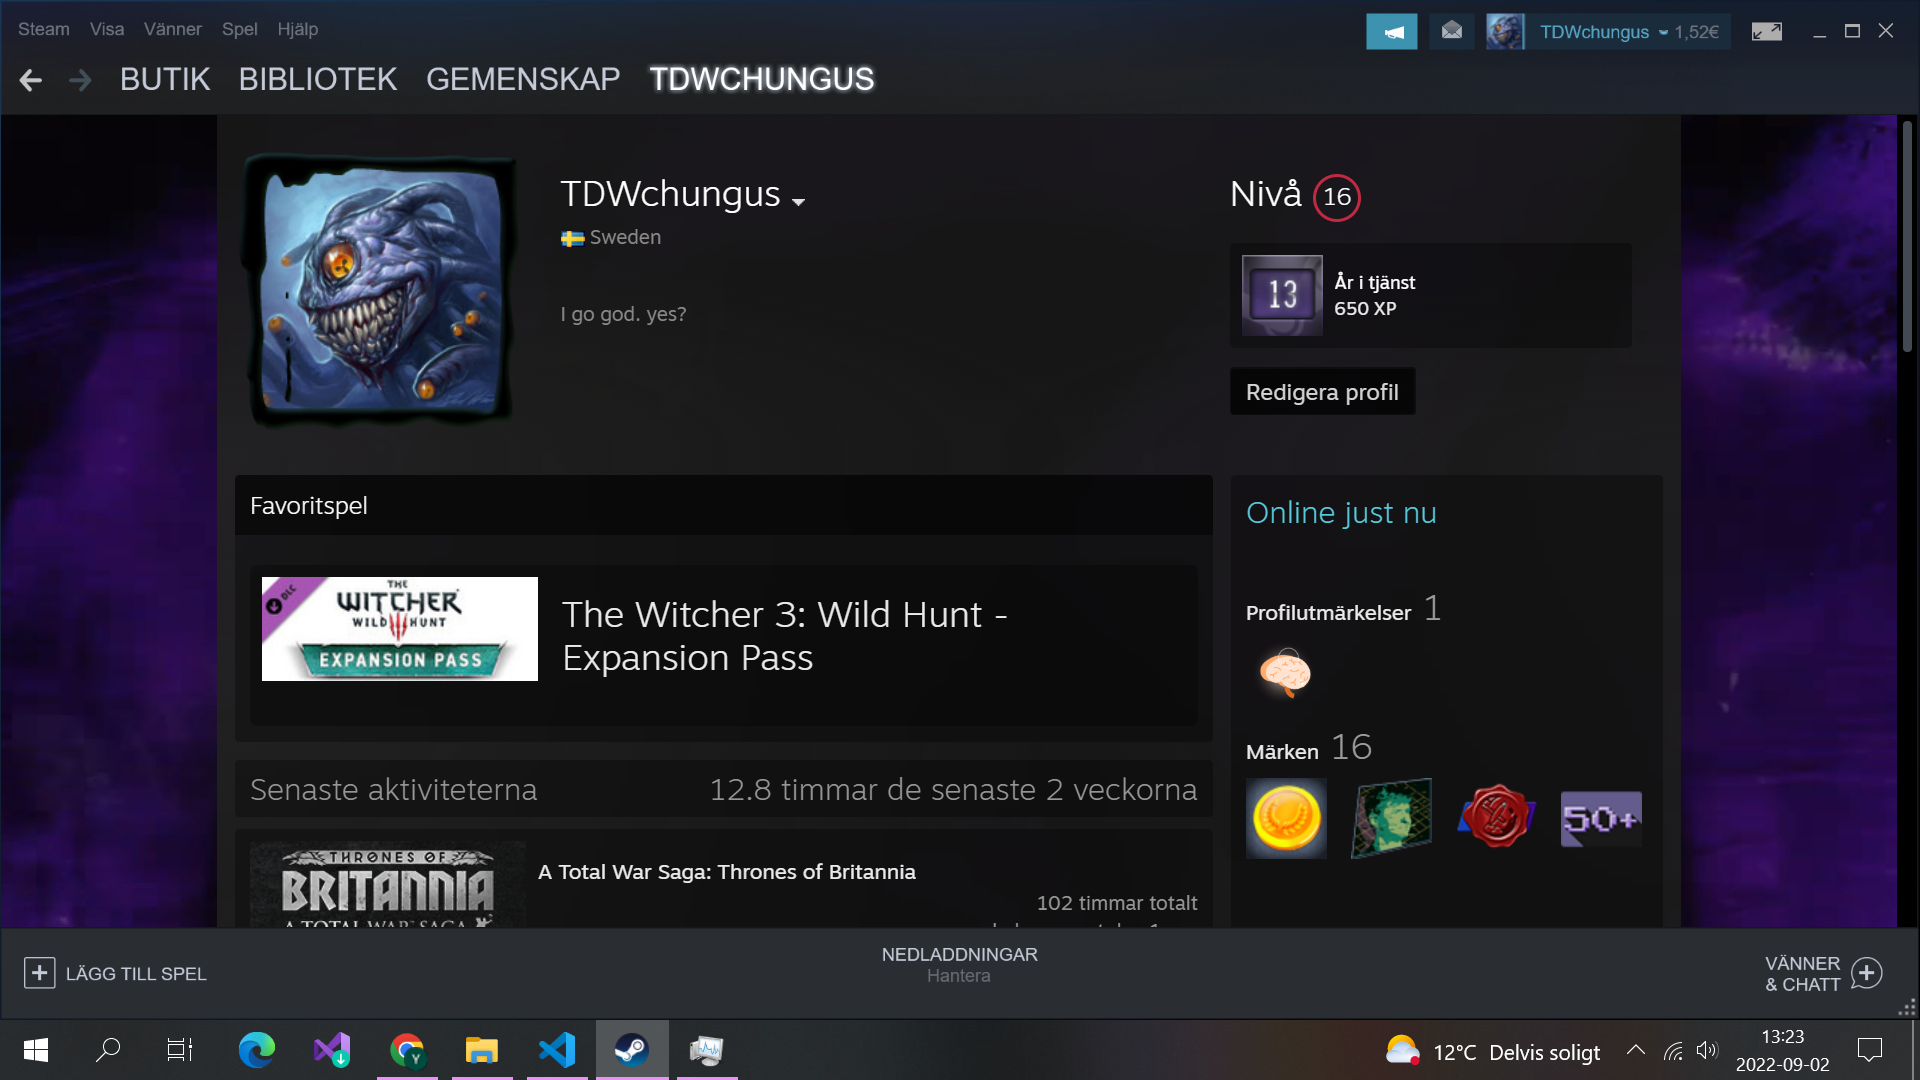 Steam Visa Vänner Spel Hjälp
TDWchungus 1,52€
BUTIK BIBLIOTEK GEMENSKAP TDWCHUNGUS
TDWchungus
Sweden
I go god. yes?
Nivå 16
13
År i tjänst
650 XP
Redigera profil
Favoritspel
DLC
THE
WITCHER
WILD HUNT
EXPANSION PASS
The Witcher 3: Wild Hunt -
Expansion Pass
Senaste aktiviteterna 12.8 timmar de senaste 2 veckorna
THRONES OF
BRITANNIA
A TOTAL WAR SAGA
A Total War Saga: Thrones of Britannia
102 timmar totalt
Online just nu
Profilutmärkelser 1
Märken 16
50+
LÄGG TILL SPEL
NEDLADDNINGAR
Hantera
VÄNNER
& CHATT
Y
12°C Delvis soligt
13:23
2022-09-02